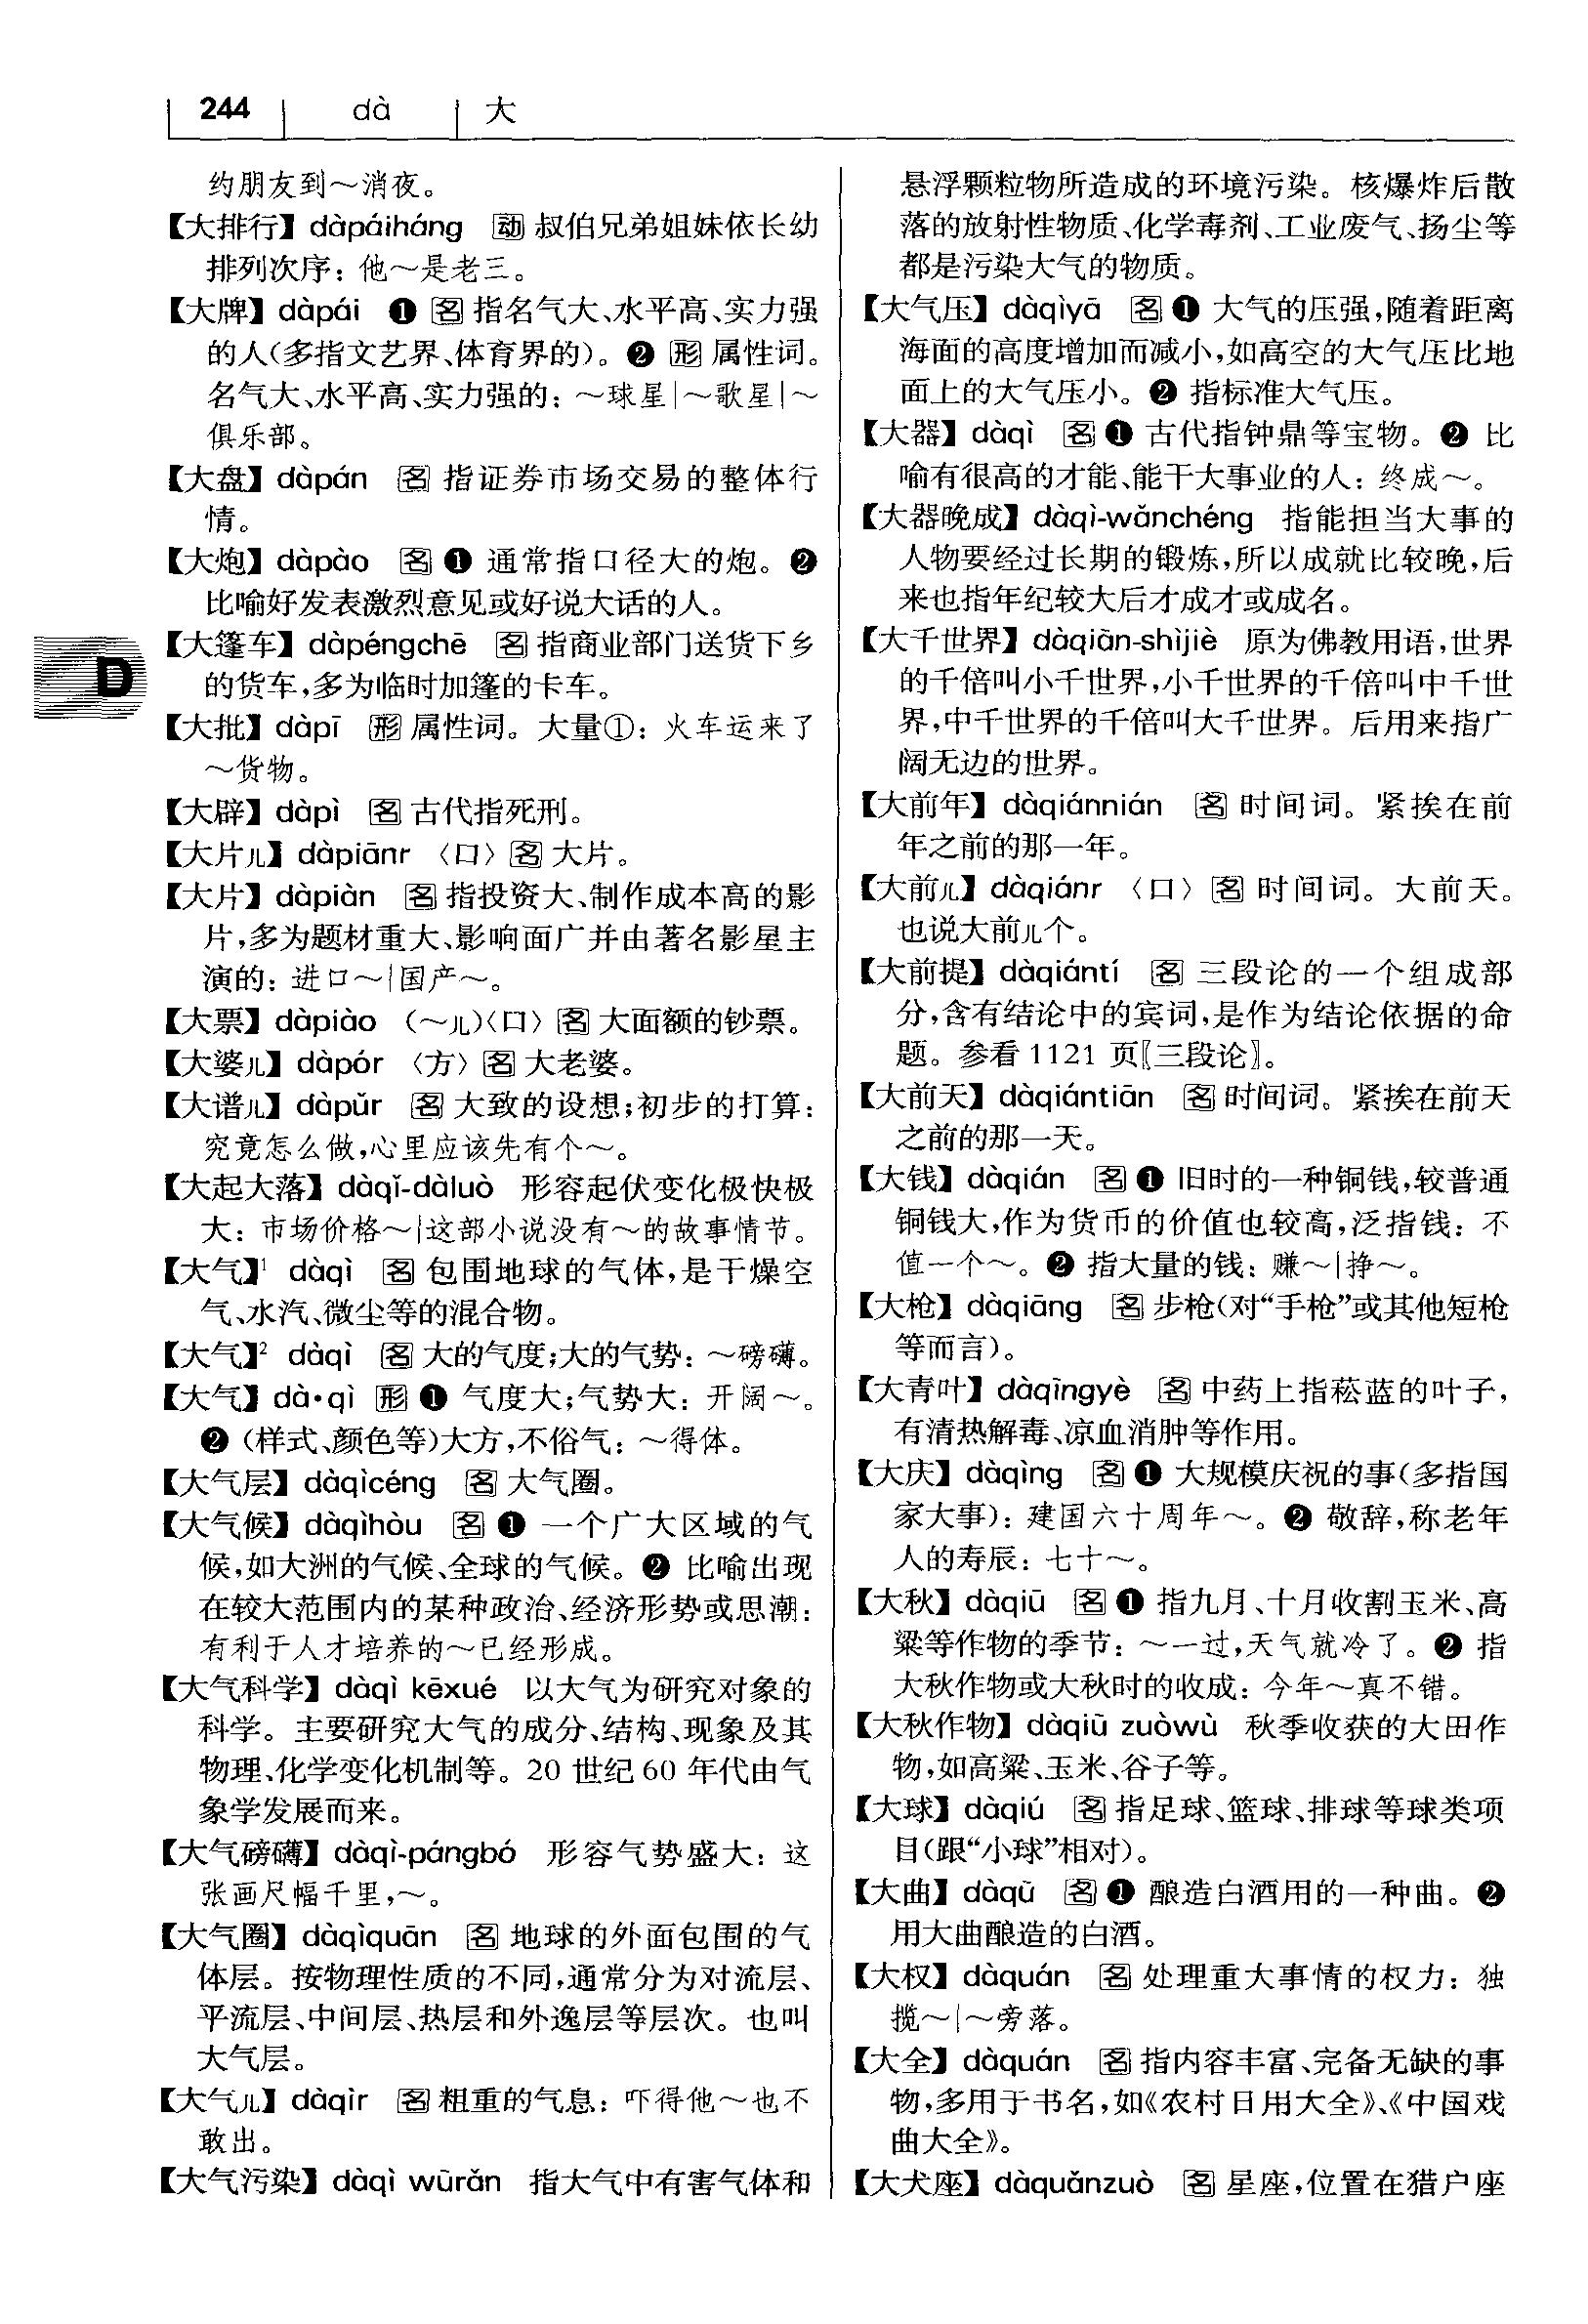 244 dà 大
约朋友到～消夜。
【大排行】dàpáiháng 动 叔伯兄弟姐妹依长幼
排列次序：他～是老三。
【大牌】dàpái ❶ 名 指名气大、水平高、实力强
的人(多指文艺界、体育界的)。❷ 形 属性词。
名气大、水平高、实力强的：～球星|～歌星|～
俱乐部。
【大盘】dàpán 名 指证券市场交易的整体行
情。
【大炮】dàpào 名 ❶ 通常指口径大的炮。❷
比喻好发表激烈意见或好说大话的人。
【大篷车】dàpéngchē 名 指商业部门送货下乡
的货车,多为临时加篷的卡车。
D
【大批】dàpī 形 属性词。大量①：火车运来了
～货物。
【大辟】dàpì 名 古代指死刑。
【大片儿】dàpiānr 〈口〉名 大片。
【大片】dàpiàn 名 指投资大、制作成本高的影
片,多为题材重大、影响面广并由著名影星主
演的：进口～|国产～。
【大票】dàpiào (～儿)〈口〉名 大面额的钞票。
【大婆儿】dàpór 〈方〉名 大老婆。
【大谱儿】dàpǔr 名 大致的设想;初步的打算：
究竟怎么做,心里应该先有个～。
【大起大落】dàqǐ-dàluò 形容起伏变化极快极
大：市场价格～|这部小说没有～的故事情节。
【大气】¹ dàqì 名 包围地球的气体,是干燥空
气、水汽、微尘等的混合物。
【大气】² dàqì 名 大的气度;大的气势：～磅礴。
【大气】dà·qì 形 ❶ 气度大;气势大：开阔～。
❷ (样式、颜色等)大方,不俗气：～得体。
【大气层】dàqìcéng 名 大气圈。
【大气候】dàqìhòu 名 ❶ 一个广大区域的气
候,如大洲的气候、全球的气候。❷ 比喻出现
在较大范围内的某种政治、经济形势或思潮：
有利于人才培养的～已经形成。
【大气科学】dàqì kēxué 以大气为研究对象的
科学。主要研究大气的成分、结构、现象及其
物理、化学变化机制等。20 世纪 60 年代由气
象学发展而来。
【大气磅礴】dàqì-pángbó 形容气势盛大：这
张画尺幅千里,～。
【大气圈】dàqìquān 名 地球的外面包围的气
体层。按物理性质的不同,通常分为对流层、
平流层、中间层、热层和外逸层等层次。也叫
大气层。
【大气儿】dàqìr 名 粗重的气息：吓得他～也不
敢出。
【大气污染】dàqì wūrǎn 指大气中有害气体和
悬浮颗粒物所造成的环境污染。核爆炸后散
落的放射性物质、化学毒剂、工业废气、扬尘等
都是污染大气的物质。
【大气压】dàqìyā 名 ❶ 大气的压强,随着距离
海面的高度增加而减小,如高空的大气压比地
面上的大气压小。❷ 指标准大气压。
【大器】dàqì 名 ❶ 古代指钟鼎等宝物。❷ 比
喻有很高的才能、能干大事业的人：终成～。
【大器晚成】dàqì-wǎnchéng 指能担当大事的
人物要经过长期的锻炼,所以成就比较晚,后
来也指年纪较大后才成才或成名。
【大千世界】dàqiān-shìjiè 原为佛教用语,世界
的千倍叫小千世界,小千世界的千倍叫中千世
界,中千世界的千倍叫大千世界。后用来指广
阔无边的世界。
【大前年】dàqiánnián 名 时间词。紧挨在前
年之前的那一年。
【大前儿】dàqiánr 〈口〉名 时间词。大前天。
也说大前儿个。
【大前提】dàqiántí 名 三段论的一个组成部
分,含有结论中的宾词,是作为结论依据的命
题。参看 1121 页〖三段论〗。
【大前天】dàqiántiān 名 时间词。紧挨在前天
之前的那一天。
【大钱】dàqián 名 ❶ 旧时的一种铜钱,较普通
铜钱大,作为货币的价值也较高,泛指钱：不
值一个～。❷ 指大量的钱：赚～|挣～。
【大枪】dàqiāng 名 步枪(对“手枪”或其他短枪
等而言)。
【大青叶】dàqīngyè 名 中药上指菘蓝的叶子,
有清热解毒、凉血消肿等作用。
【大庆】dàqìng 名 ❶ 大规模庆祝的事(多指国
家大事)：建国六十周年～。❷ 敬辞,称老年
人的寿辰：七十～。
【大秋】dàqiū 名 ❶ 指九月、十月收割玉米、高
粱等作物的季节：～一过,天气就冷了。❷ 指
大秋作物或大秋时的收成：今年～真不错。
【大秋作物】dàqiū zuòwù 秋季收获的大田作
物,如高粱、玉米、谷子等。
【大球】dàqiú 名 指足球、篮球、排球等球类项
目(跟“小球”相对)。
【大曲】dàqū 名 ❶ 酿造白酒用的一种曲。❷
用大曲酿造的白酒。
【大权】dàquán 名 处理重大事情的权力：独
揽～|～旁落。
【大全】dàquán 名 指内容丰富、完备无缺的事
物,多用于书名,如《农村日用大全》、《中国戏
曲大全》。
【大犬座】dàquǎnzuò 名 星座,位置在猎户座